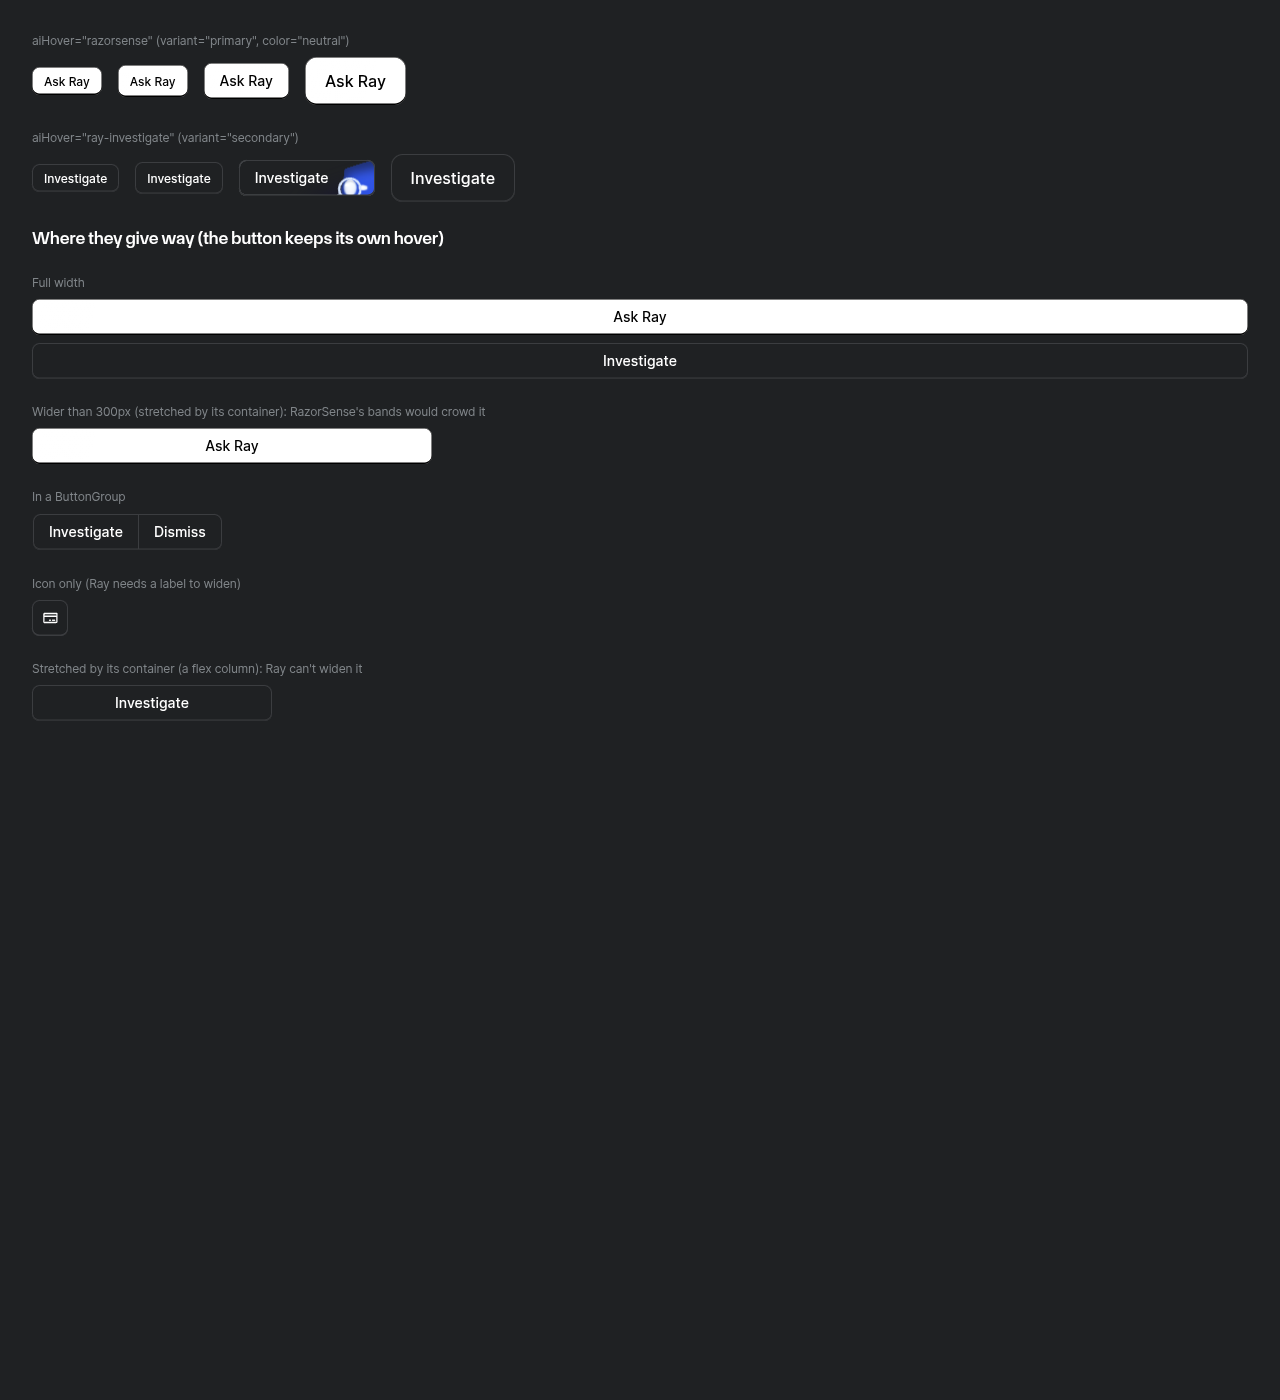 aiHover="razorsense" (variant="primary", color="neutral")
Ask Ray Ask Ray Ask Ray Ask Ray
aiHover="ray-investigate" (variant="secondary")
Investigate Investigate Investigate Investigate
Where they give way (the button keeps its own hover)
Full width
Ask Ray
Investigate
Wider than 300px (stretched by its container): RazorSense's bands would crowd it
Ask Ray
In a ButtonGroup
Investigate Dismiss
Icon only (Ray needs a label to widen)
Stretched by its container (a flex column): Ray can't widen it
Investigate